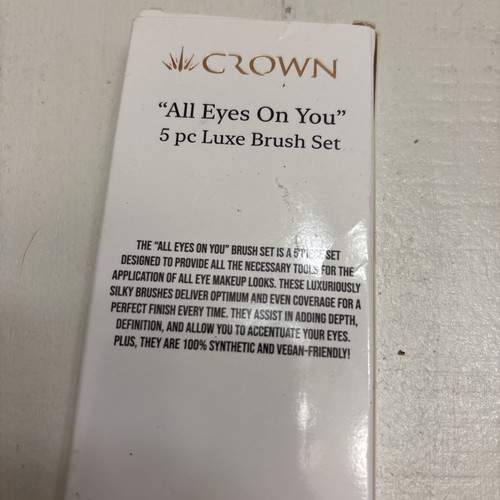 CROWN
“All Eyes On You”
5 pc Luxe Brush Set
THE “ALL EYES ON YOU” BRUSH SET IS A 5 PIECE SET
DESIGNED TO PROVIDE ALL THE NECESSARY TOOLS FOR THE
APPLICATION OF ALL EYE MAKEUP LOOKS. THESE LUXURIOUSLY
SILKY BRUSHES DELIVER OPTIMUM AND EVEN COVERAGE FOR A
PERFECT FINISH EVERY TIME. THEY ASSIST IN ADDING DEPTH,
DEFINITION, AND ALLOW YOU TO ACCENTUATE YOUR EYES.
PLUS, THEY ARE 100% SYNTHETIC AND VEGAN-FRIENDLY!